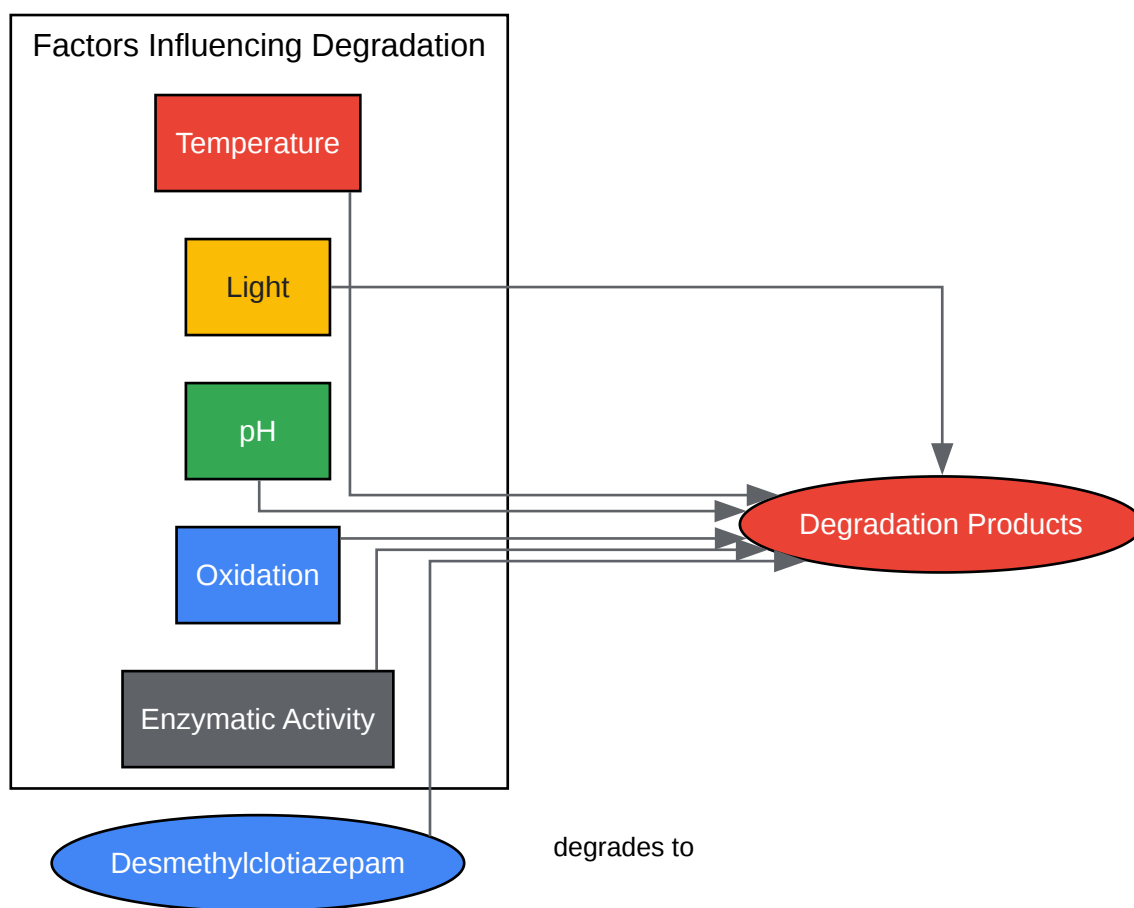 Factors Influencing Degradation
Temperature
Light
pH
Degradation Products
Oxidation
Enzymatic Activity
degrades to
Desmethylclotiazepam